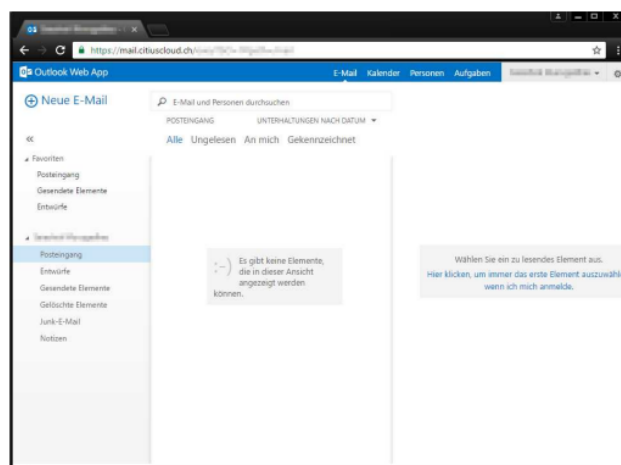 https://mail.citiuscloud.ch/
Outlook Web App
E-Mail Kalender Personen Aufgaben
Neue E-Mail
E-Mail und Personen durchsuchen
POSTEINGANG UNTERHALTUNGEN NACH DATUM
Alle Ungelesen An mich Gekennzeichnet
Favoriten
Posteingang
Gesendete Elemente
Entwürfe
Posteingang
Entwürfe
Gesendete Elemente
Gelöschte Elemente
Junk-E-Mail
Notizen
:-)
Es gibt keine Elemente,
die in dieser Ansicht
angezeigt werden
können.
Wählen Sie ein zu lesendes Element aus.
Hier klicken, um immer das erste Element auszuwähle
wenn ich mich anmelde.